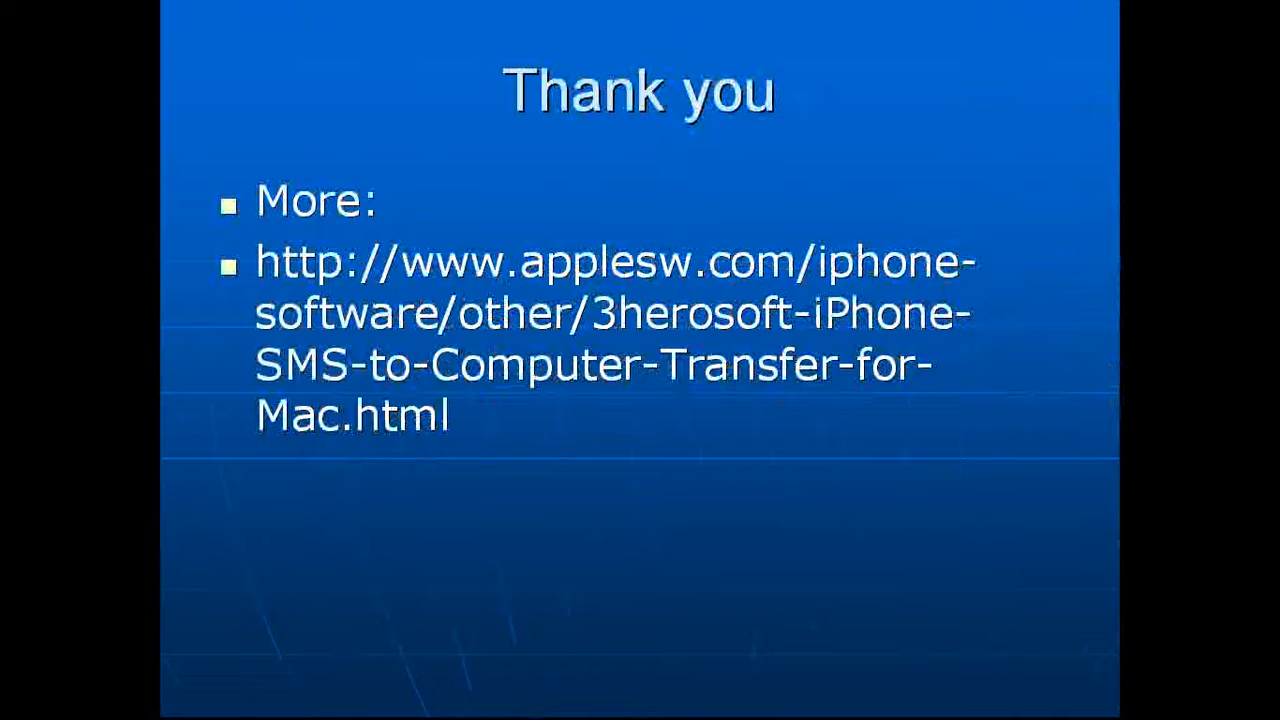 Thank you
More:
http://www.applesw.com/iphone-
software/other/3herosoft-iPhone-
SMS-to-Computer-Transfer-for-
Mac.html